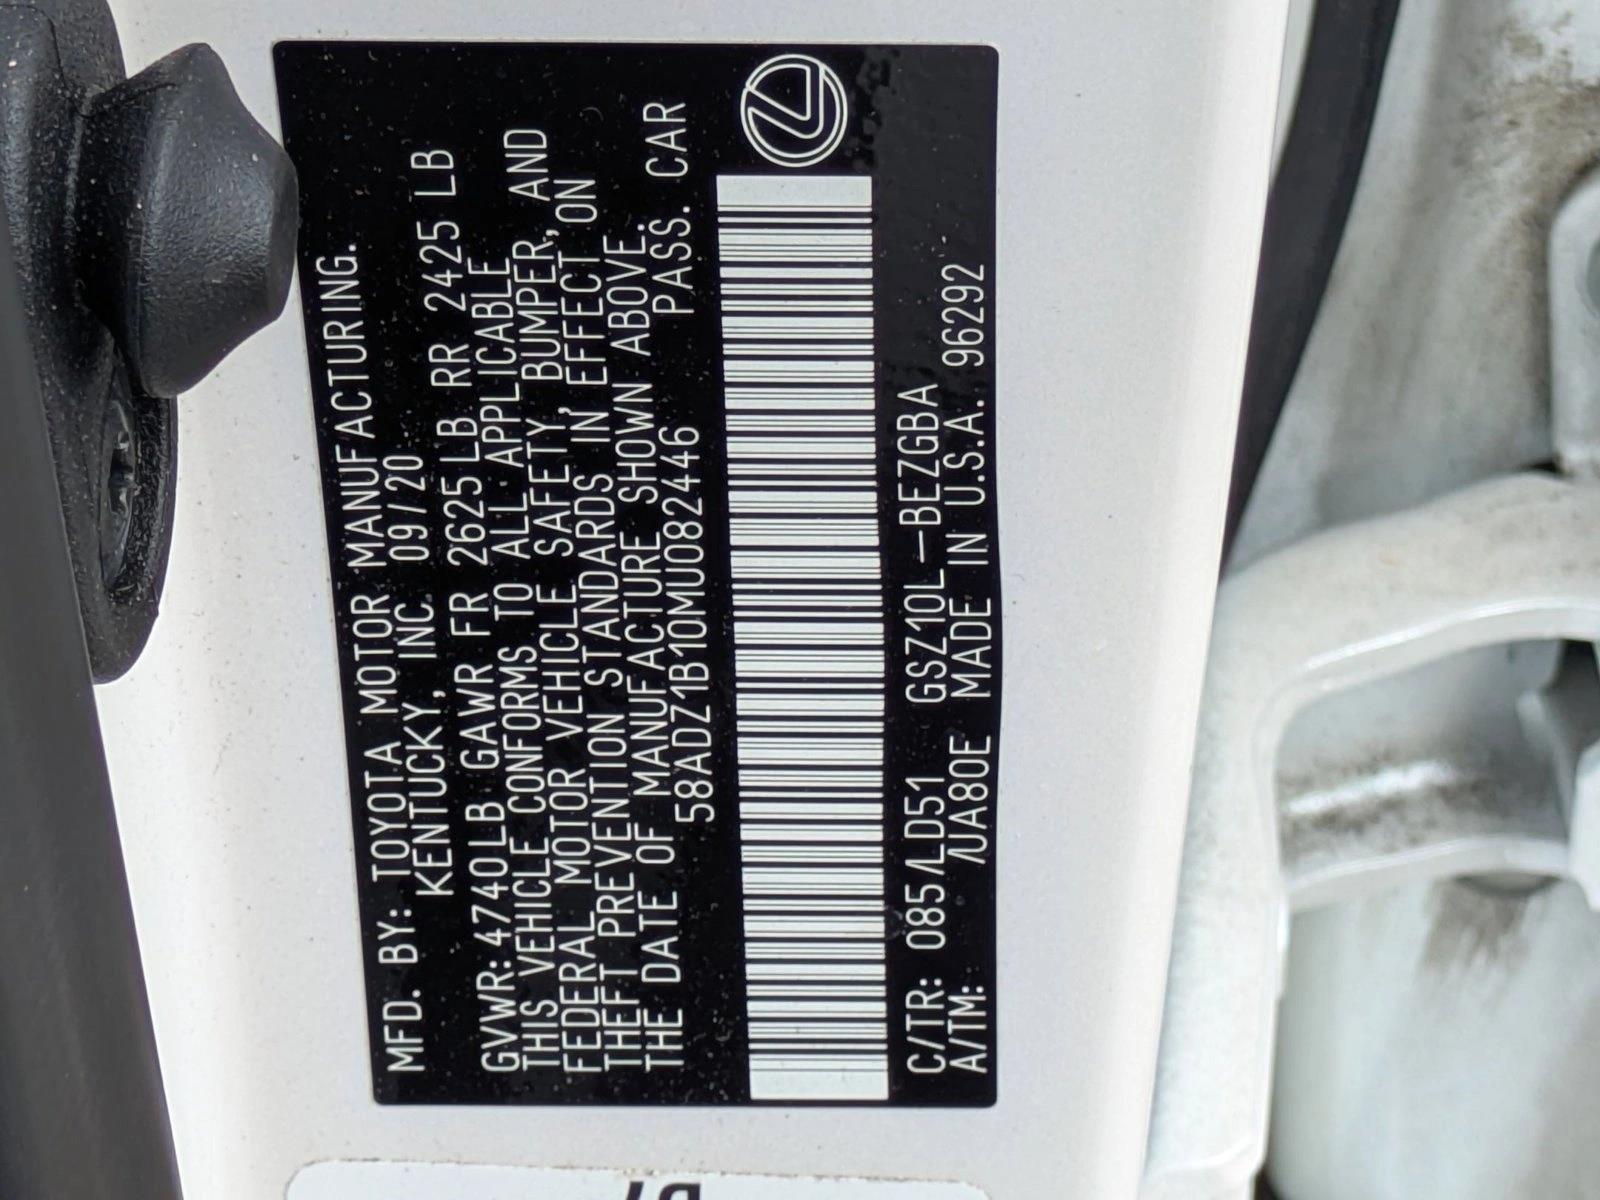 MFD. BY: TOYOTA MOTOR MANUFACTURING.
KENTUCKY, INC. 09/20
GVWR: 4740LB GAWR FR 2625LB RR 2425 LB
THIS VEHICLE CONFORMS TO ALL APPLICABLE
FEDERAL MOTOR VEHICLE SAFETY, BUMPER, AND
THEFT PREVENTION STANDARDS IN EFFECT ON
THE DATE OF MANUFACTURE SHOWN ABOVE.
58ADZ1B10MU082446 PASS. CAR
C/TR: 085/LD51 GSZ10L-BEZGBA
A/TM: /UA80E MADE IN U.S.A. 96292